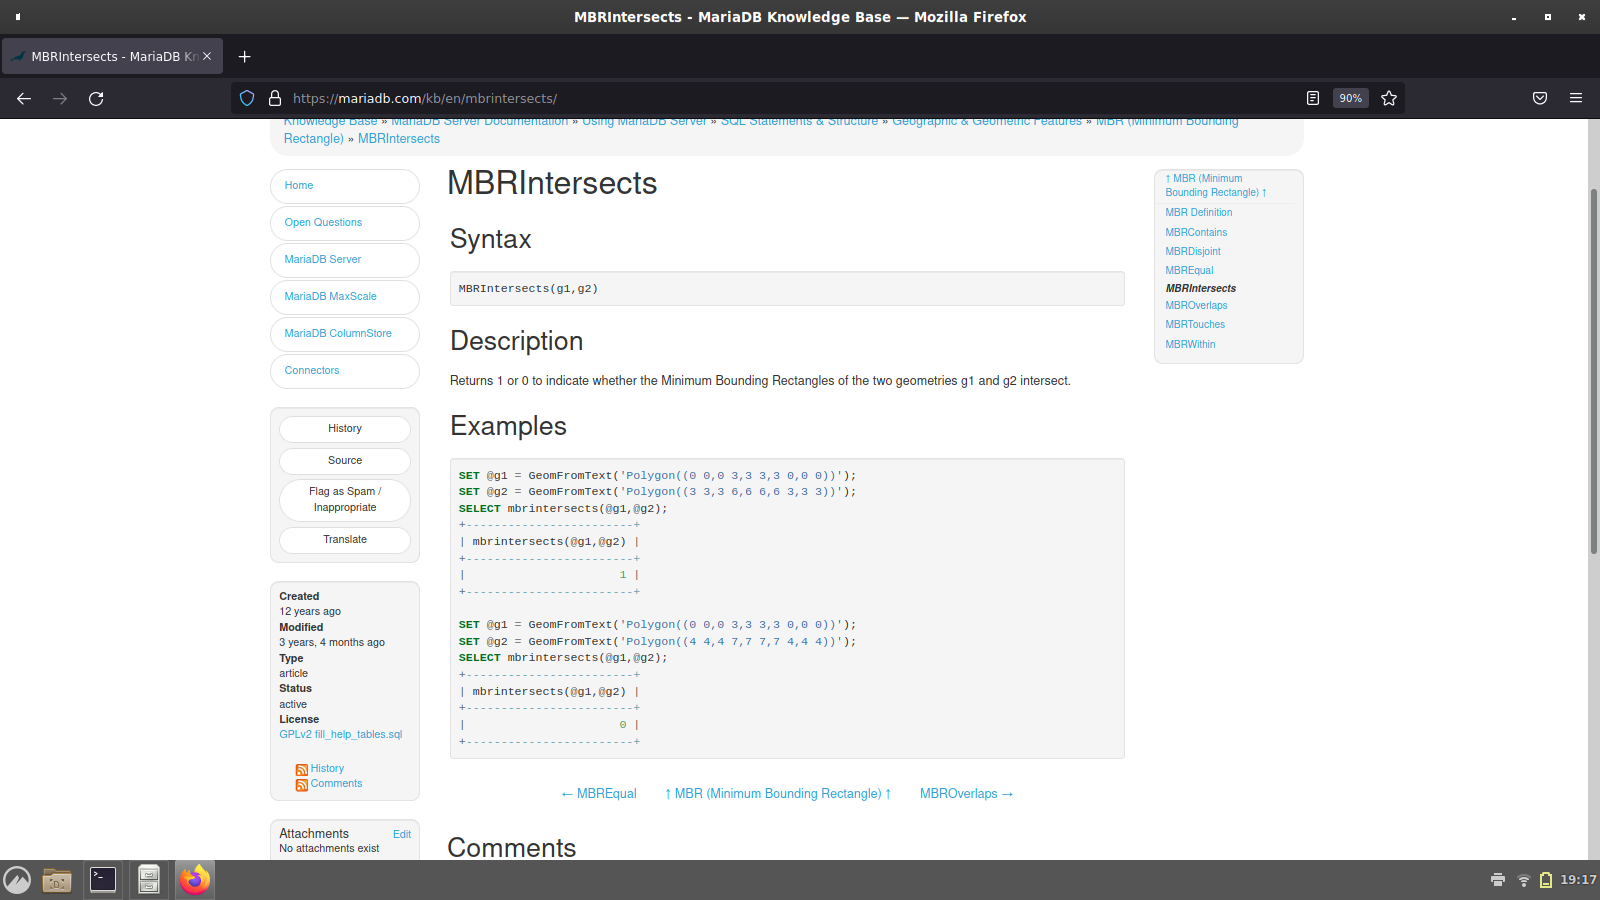 MBRIntersects - MariaDB Knowledge Base — Mozilla Firefox
MBRIntersects - MariaDB Kn
https://mariadb.com/kb/en/mbrintersects/
90%
Knowledge Base » MariaDB Server Documentation » Using MariaDB Server » SQL Statements & Structure » Geographic & Geometric Features » MBR (Minimum Bounding
Rectangle) » MBRIntersects
Home
Open Questions
MariaDB Server
MariaDB MaxScale
MariaDB ColumnStore
Connectors
History
Source
Flag as Spam /
Inappropriate
Translate
Created
12 years ago
Modified
3 years, 4 months ago
Type
article
Status
active
License
GPLv2 fill_help_tables.sql
History
Comments
Attachments Edit
No attachments exist
MBRIntersects
Syntax
MBRIntersects(g1,g2)
Description
Returns 1 or 0 to indicate whether the Minimum Bounding Rectangles of the two geometries g1 and g2 intersect.
Examples
SET @g1 = GeomFromText('Polygon((0 0,0 3,3 3,3 0,0 0))');
SET @g2 = GeomFromText('Polygon((3 3,3 6,6 6,6 3,3 3))');
SELECT mbrintersects(@g1,@g2);
+------------------------+
| mbrintersects(@g1,@g2) |
+------------------------+
|                      1 |
+------------------------+
SET @g1 = GeomFromText('Polygon((0 0,0 3,3 3,3 0,0 0))');
SET @g2 = GeomFromText('Polygon((4 4,4 7,7 7,7 4,4 4))');
SELECT mbrintersects(@g1,@g2);
+------------------------+
| mbrintersects(@g1,@g2) |
+------------------------+
|                      0 |
+------------------------+
← MBREqual ↑ MBR (Minimum Bounding Rectangle) ↑ MBROverlaps →
Comments
↑ MBR (Minimum
Bounding Rectangle) ↑
MBR Definition
MBRContains
MBRDisjoint
MBREqual
MBRIntersects
MBROverlaps
MBRTouches
MBRWithin
19:17